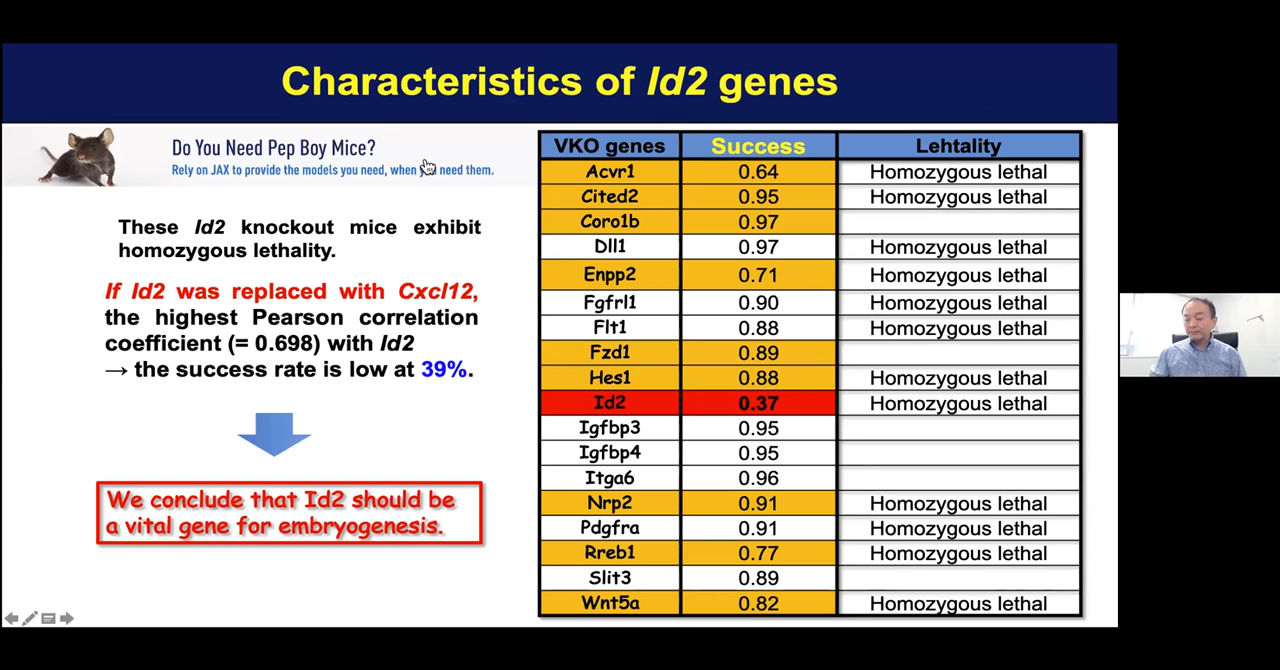 Characteristics of Id2 genes
Do You Need Pep Boy Mice?
Rely on JAX to provide the models you need, when you need them.
These Id2 knockout mice exhibit
homozygous lethality.
If Id2 was replaced with Cxcl12,
the highest Pearson correlation
coefficient (= 0.698) with Id2
→ the success rate is low at 39%.
We conclude that Id2 should be
a vital gene for embryogenesis.
VKO genes Success Lehtality
Acvr1 0.64 Homozygous lethal
Cited2 0.95 Homozygous lethal
Coro1b 0.97
Dll1 0.97 Homozygous lethal
Enpp2 0.71 Homozygous lethal
Fgfrl1 0.90 Homozygous lethal
Flt1 0.88 Homozygous lethal
Fzd1 0.89
Hes1 0.88 Homozygous lethal
Id2 0.37 Homozygous lethal
Igfbp3 0.95
Igfbp4 0.95
Itga6 0.96
Nrp2 0.91 Homozygous lethal
Pdgfra 0.91 Homozygous lethal
Rreb1 0.77 Homozygous lethal
Slit3 0.89
Wnt5a 0.82 Homozygous lethal